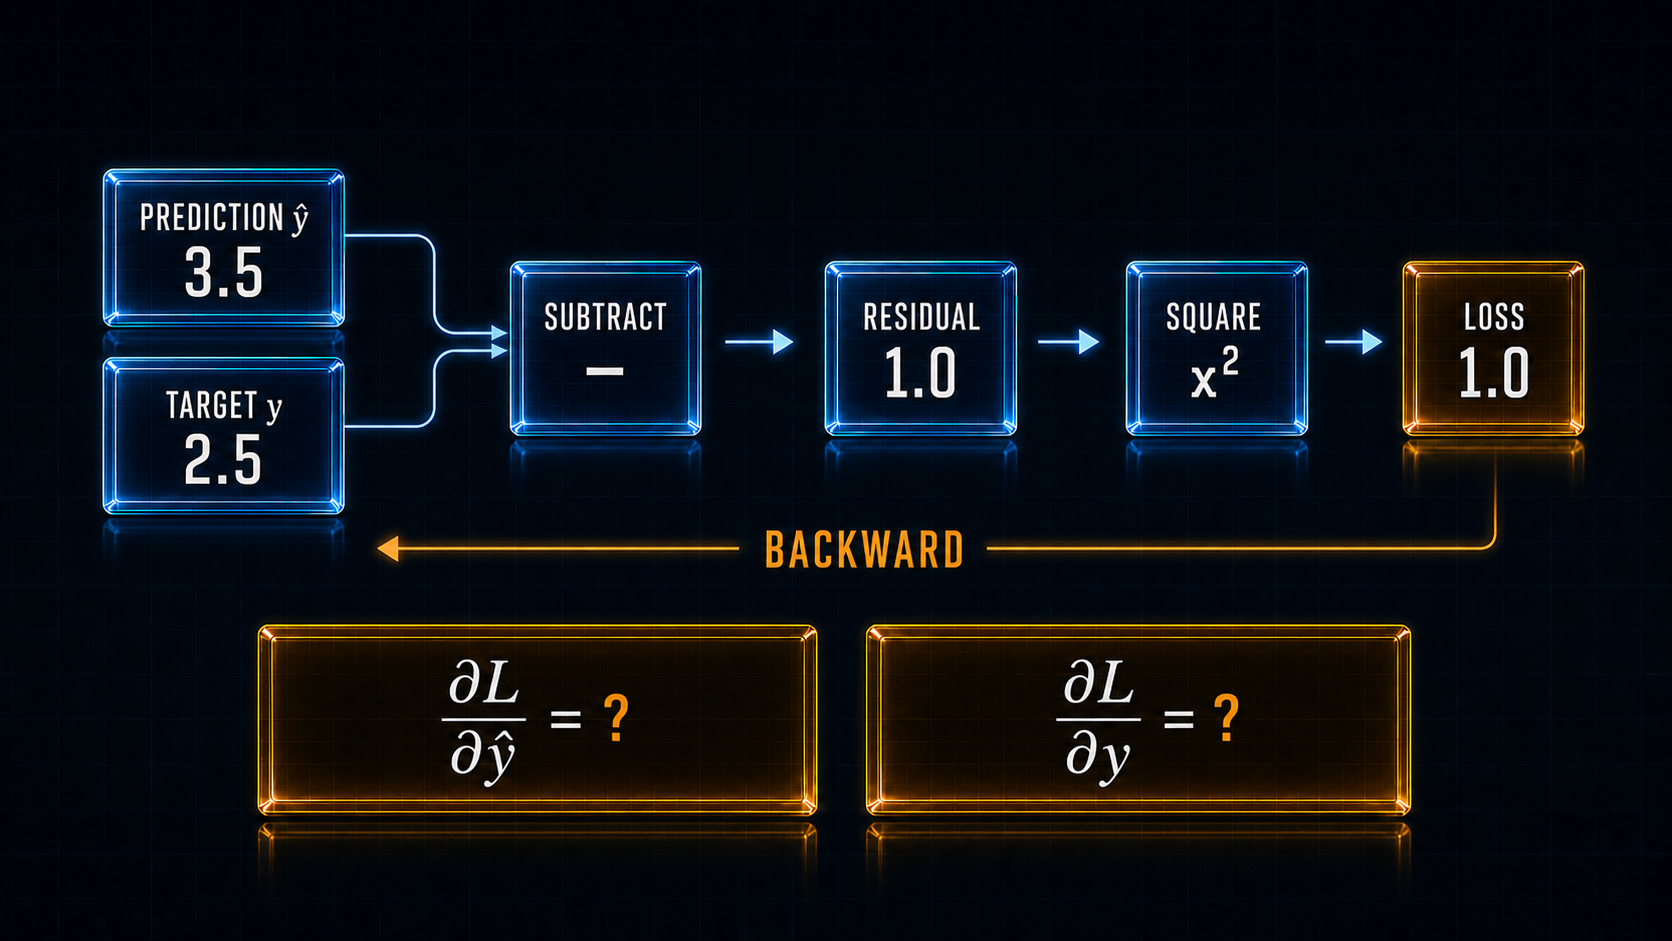 PREDICTION ŷ
3.5
TARGET y
2.5
SUBTRACT
−
RESIDUAL
1.0
SQUARE
x²
LOSS
1.0
BACKWARD
∂L/∂ŷ = ?
∂L/∂y = ?